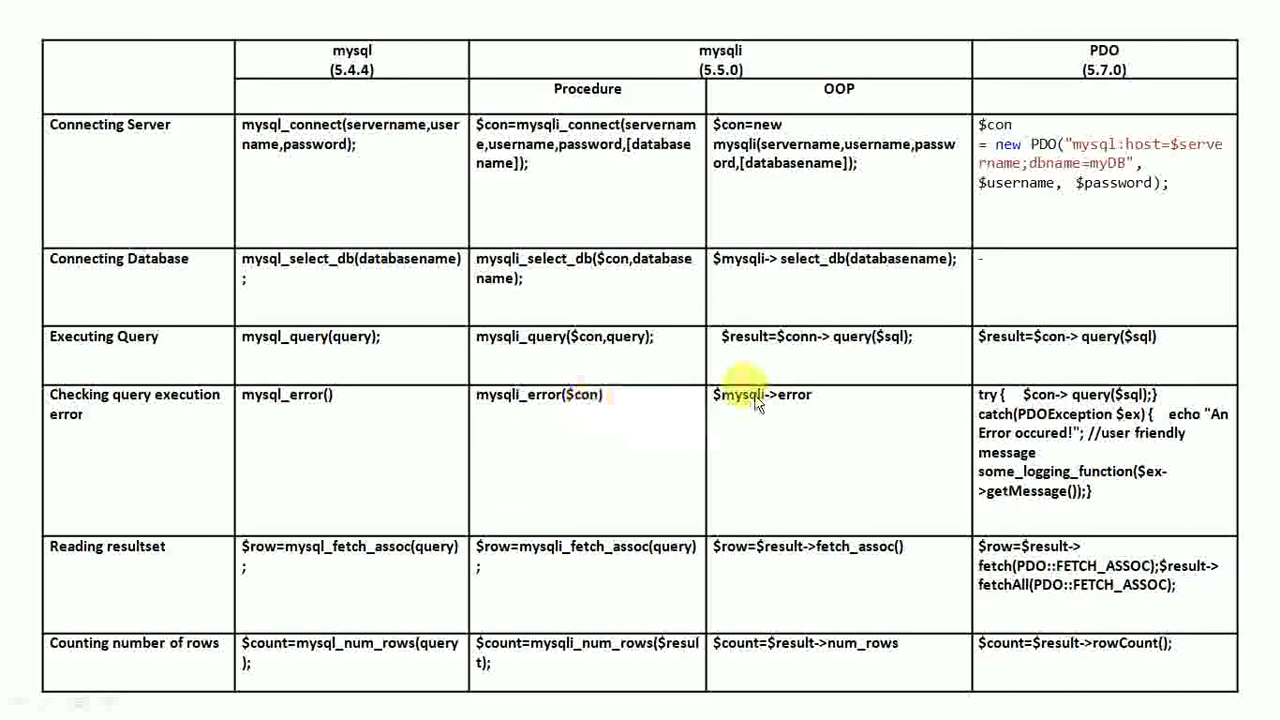 mysql
(5.4.4)
mysqli
(5.5.0)
PDO
(5.7.0)
Procedure
OOP
Connecting Server
mysql_connect(servername,user
name,password);
$con=mysqli_connect(servernam
e,username,password,[database
name]);
$con=new
mysqli(servername,username,passw
ord,[databasename]);
$con
= new PDO("mysql:host=$serve
rname;dbname=myDB",
$username, $password);
Connecting Database
mysql_select_db(databasename)
;
mysqli_select_db($con,database
name);
$mysqli-> select_db(databasename);
-
Executing Query
mysql_query(query);
mysqli_query($con,query);
$result=$conn-> query($sql);
$result=$con-> query($sql)
Checking query execution
error
mysql_error()
mysqli_error($con)
$mysqli->error
try { $con-> query($sql);}
catch(PDOException $ex) { echo "An
Error occured!"; //user friendly
message
some_logging_function($ex-
>getMessage());}
Reading resultset
$row=mysql_fetch_assoc(query)
;
$row=mysqli_fetch_assoc(query)
;
$row=$result->fetch_assoc()
$row=$result->
fetch(PDO::FETCH_ASSOC);$result->
fetchAll(PDO::FETCH_ASSOC);
Counting number of rows
$count=mysql_num_rows(query
);
$count=mysqli_num_rows($resul
t);
$count=$result->num_rows
$count=$result->rowCount();